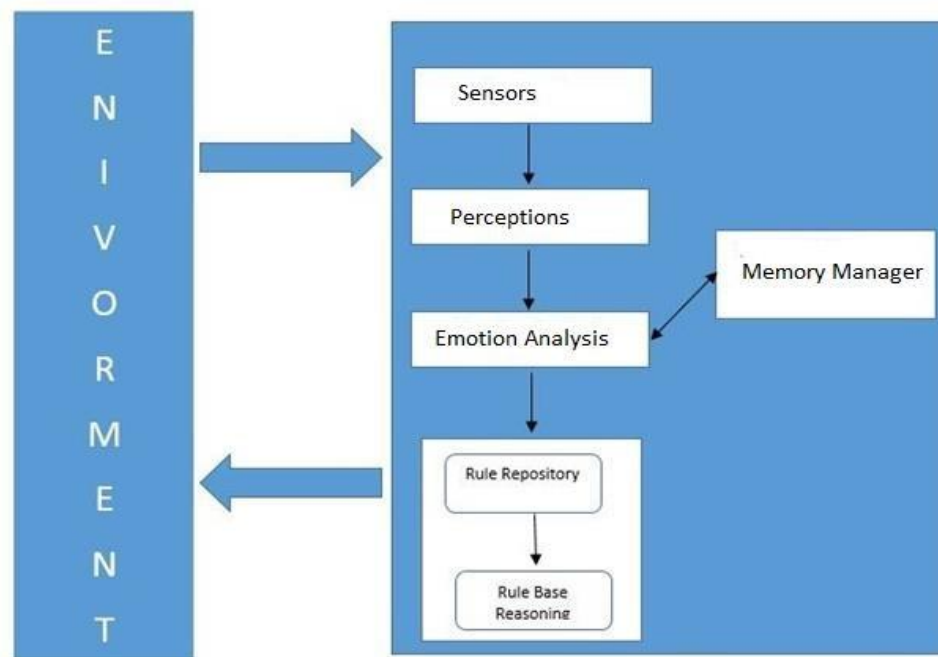 E
N
I
V
O
R
M
E
N
T
Sensors
Perceptions
Memory Manager
Emotion Analysis
Rule Repository
Rule Base
Reasoning